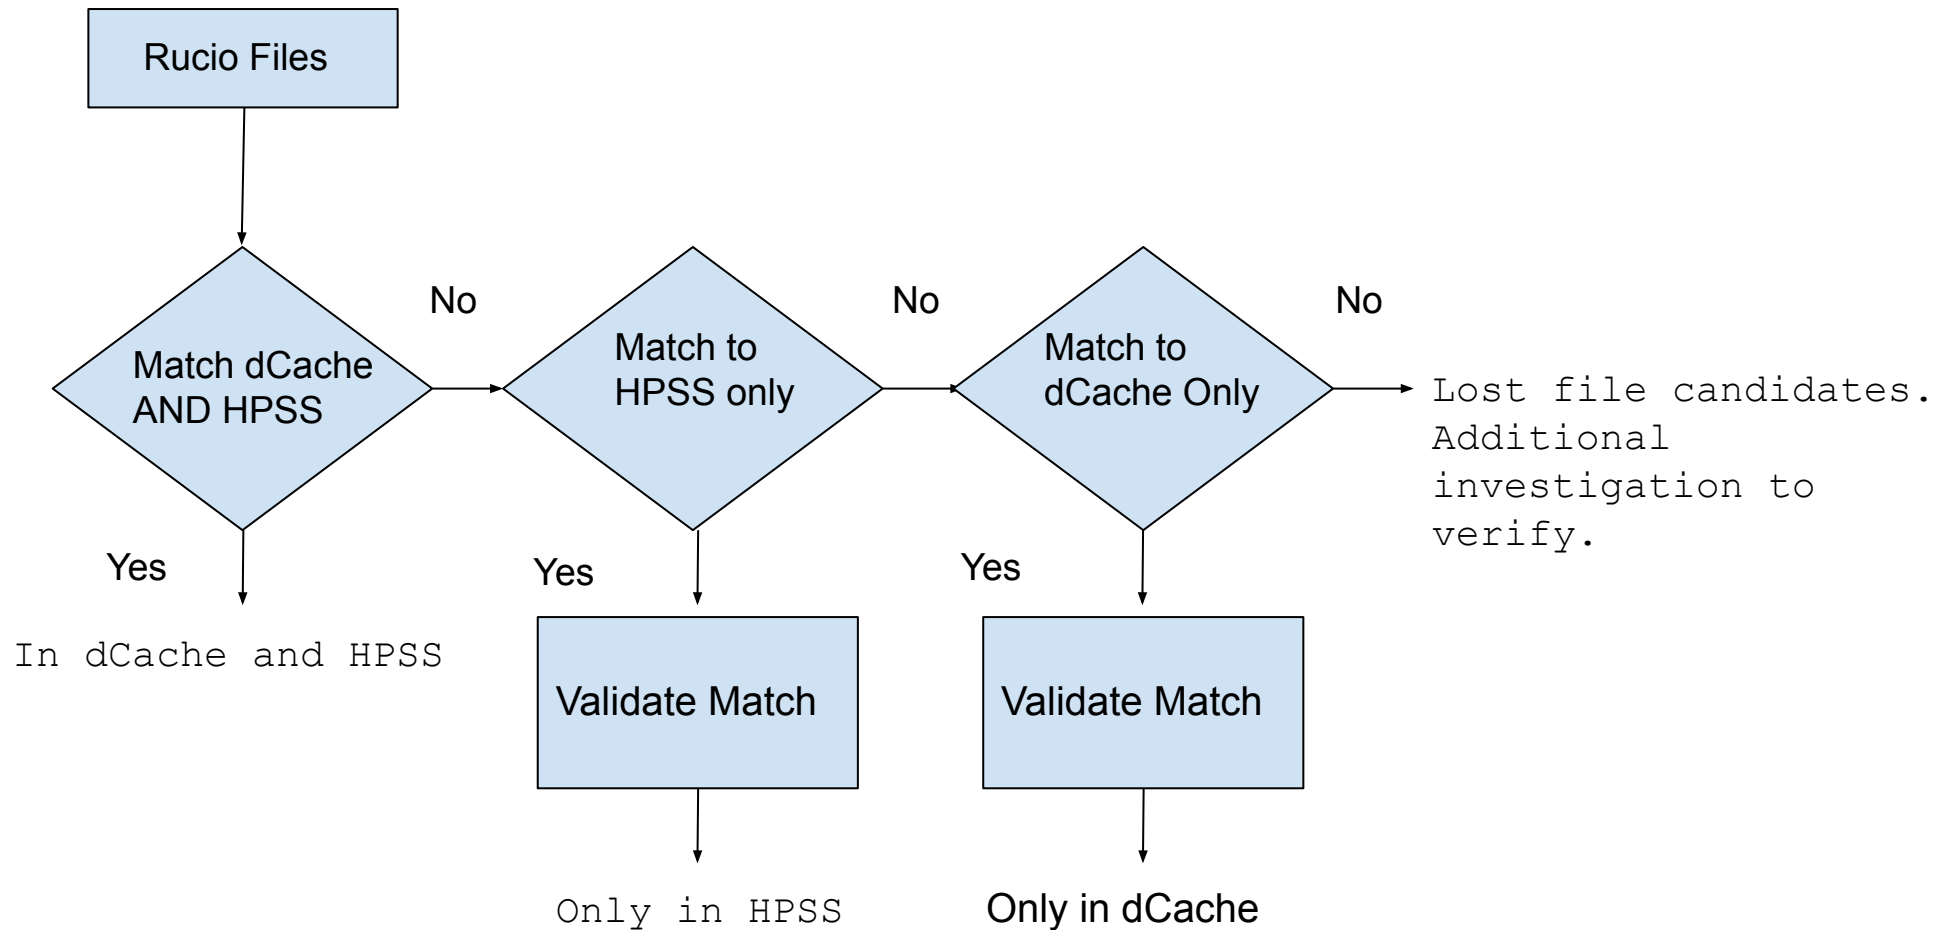 Rucio Files
No
No
No
Match dCache
AND HPSS
Match to
HPSS only
Match to
dCache Only
Lost file candidates.
Additional
investigation to
verify.
Yes
Yes
Yes
In dCache and HPSS
Validate Match
Validate Match
Only in HPSS
Only in dCache